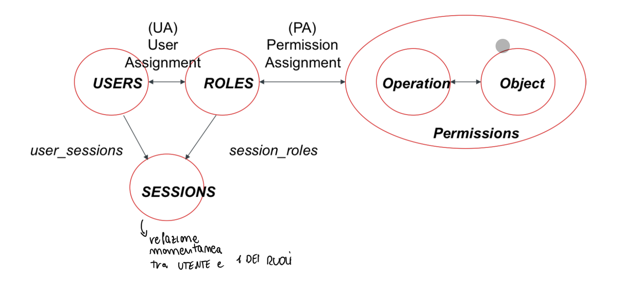 (UA)
User
Assignment
(PA)
Permission
Assignment
USERS
ROLES
Operation
Object
Permissions
user_sessions
session_roles
SESSIONS
relazione
momentanea
tra UTENTE e 1 DEI RUOLI